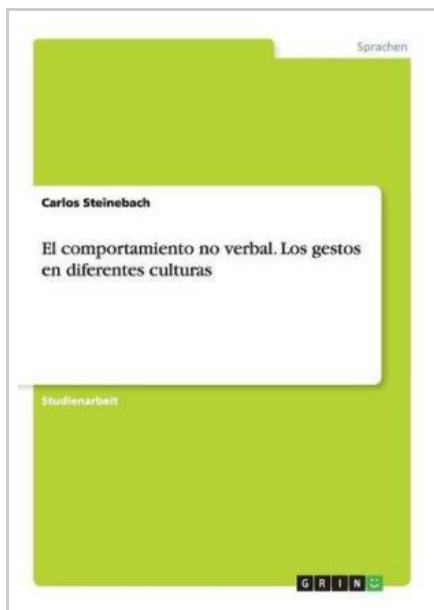 Sprachen
Carlos Steinebach
El comportamiento no verbal. Los gestos
en diferentes culturas
Studienarbeit
GRIN